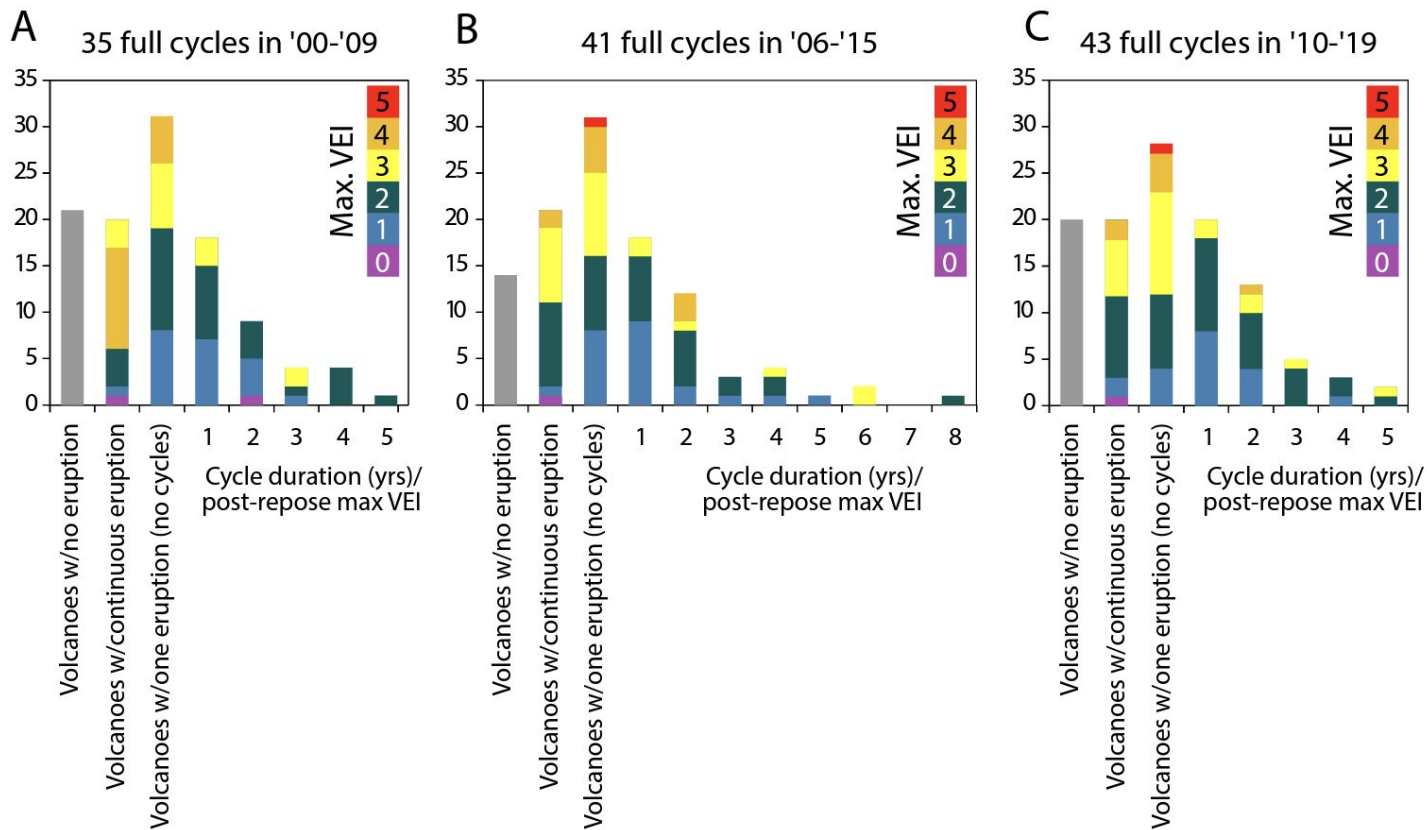 A
35 full cycles in '00-'09
35
30
25
20
15
10
5
0
Max. VEI
5
4
3
2
1
0
Volcanoes w/no eruption
Volcanoes w/continuous eruption
Volcanoes w/one eruption (no cycles)
1 2 3 4 5
Cycle duration (yrs)/
post-repose max VEI
B
41 full cycles in '06-'15
35
30
25
20
15
10
5
0
Max. VEI
5
4
3
2
1
0
Volcanoes w/no eruption
Volcanoes w/continuous eruption
Volcanoes w/one eruption (no cycles)
1 2 3 4 5 6 7 8
Cycle duration (yrs)/
post-repose max VEI
C
43 full cycles in '10-'19
35
30
25
20
15
10
5
0
Max. VEI
5
4
3
2
1
0
Volcanoes w/no eruption
Volcanoes w/continuous eruption
Volcanoes w/one eruption (no cycles)
1 2 3 4 5
Cycle duration (yrs)/
post-repose max VEI